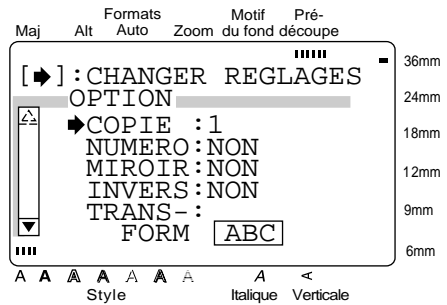 Formats Motif Pré-
Maj Alt Auto Zoom du fond découpe
[➡]:CHANGER REGLAGES
OPTION
➡COPIE :1
NUMERO:NON
MIROIR:NON
INVERS:NON
TRANS-:
FORM ABC
36mm
24mm
18mm
12mm
9mm
6mm
A A A A A A A A A
Style Italique Verticale